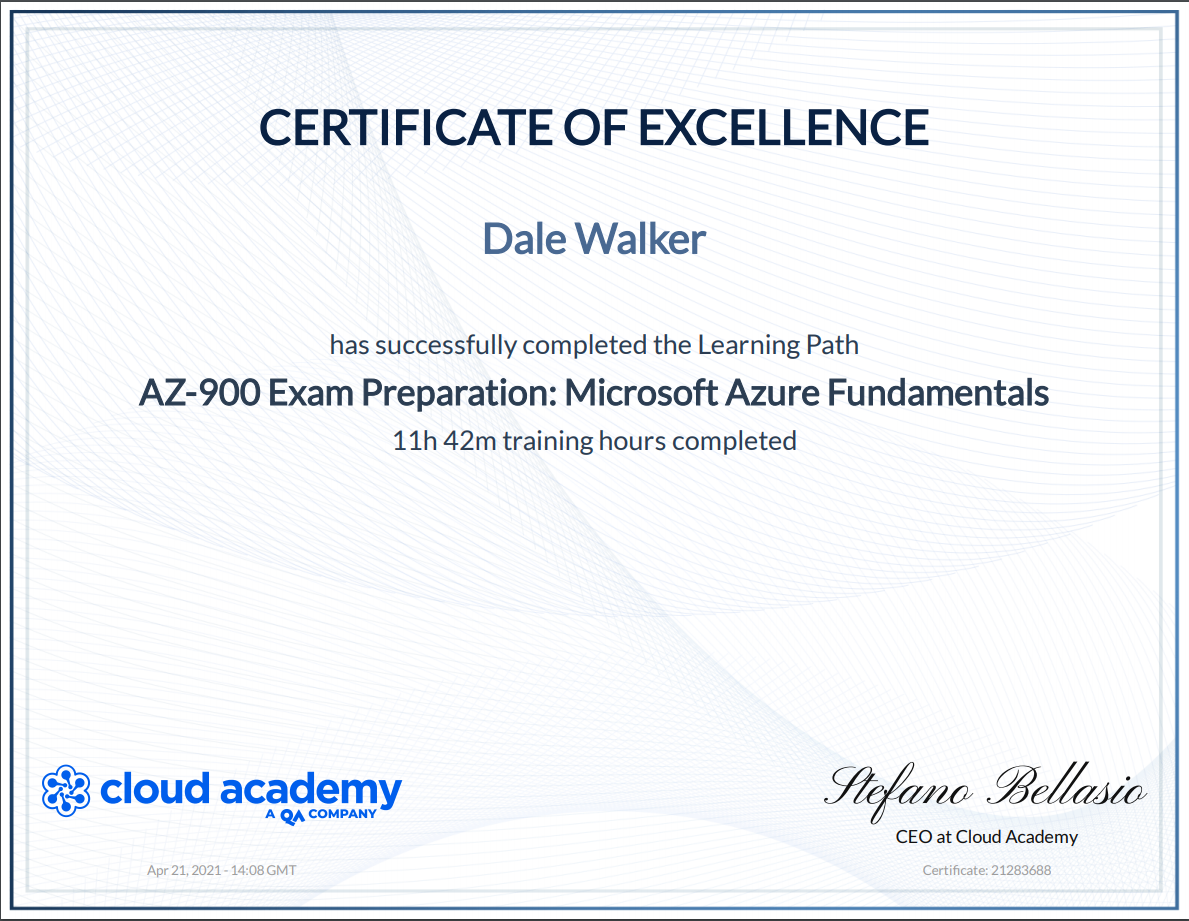 CERTIFICATE OF EXCELLENCE
Dale Walker
has successfully completed the Learning Path
AZ-900 Exam Preparation: Microsoft Azure Fundamentals
11h 42m training hours completed
cloud academy
A QA COMPANY
Stefano Bellasio
CEO at Cloud Academy
Apr 21, 2021 - 14:08 GMT
Certificate: 21283688